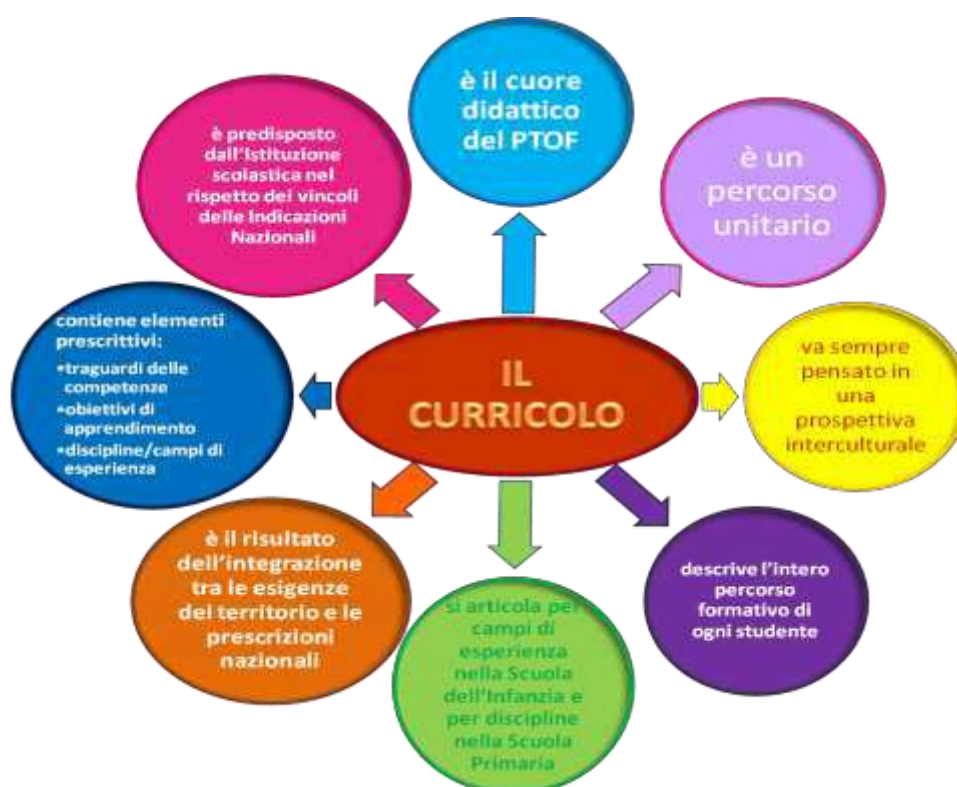 è il cuore
didattico
del PTOF
è un
percorso
unitario
va sempre
pensato in
una
prospettiva
interculturale
descrive l'intero
percorso
formativo di
ogni studente
si articola per
campi di
esperienza
nella Scuola
dell'Infanzia e
per discipline
nella Scuola
Primaria
è il risultato
dell'integrazione
tra le esigenze
del territorio e le
prescrizioni
nazionali
contiene elementi
prescrittivi:
•traguardi delle
competenze
•obiettivi di
apprendimento
•discipline/campi di
esperienza
è predisposto
dall'Istituzione
scolastica nel
rispetto dei vincoli
delle Indicazioni
Nazionali
IL
CURRICOLO